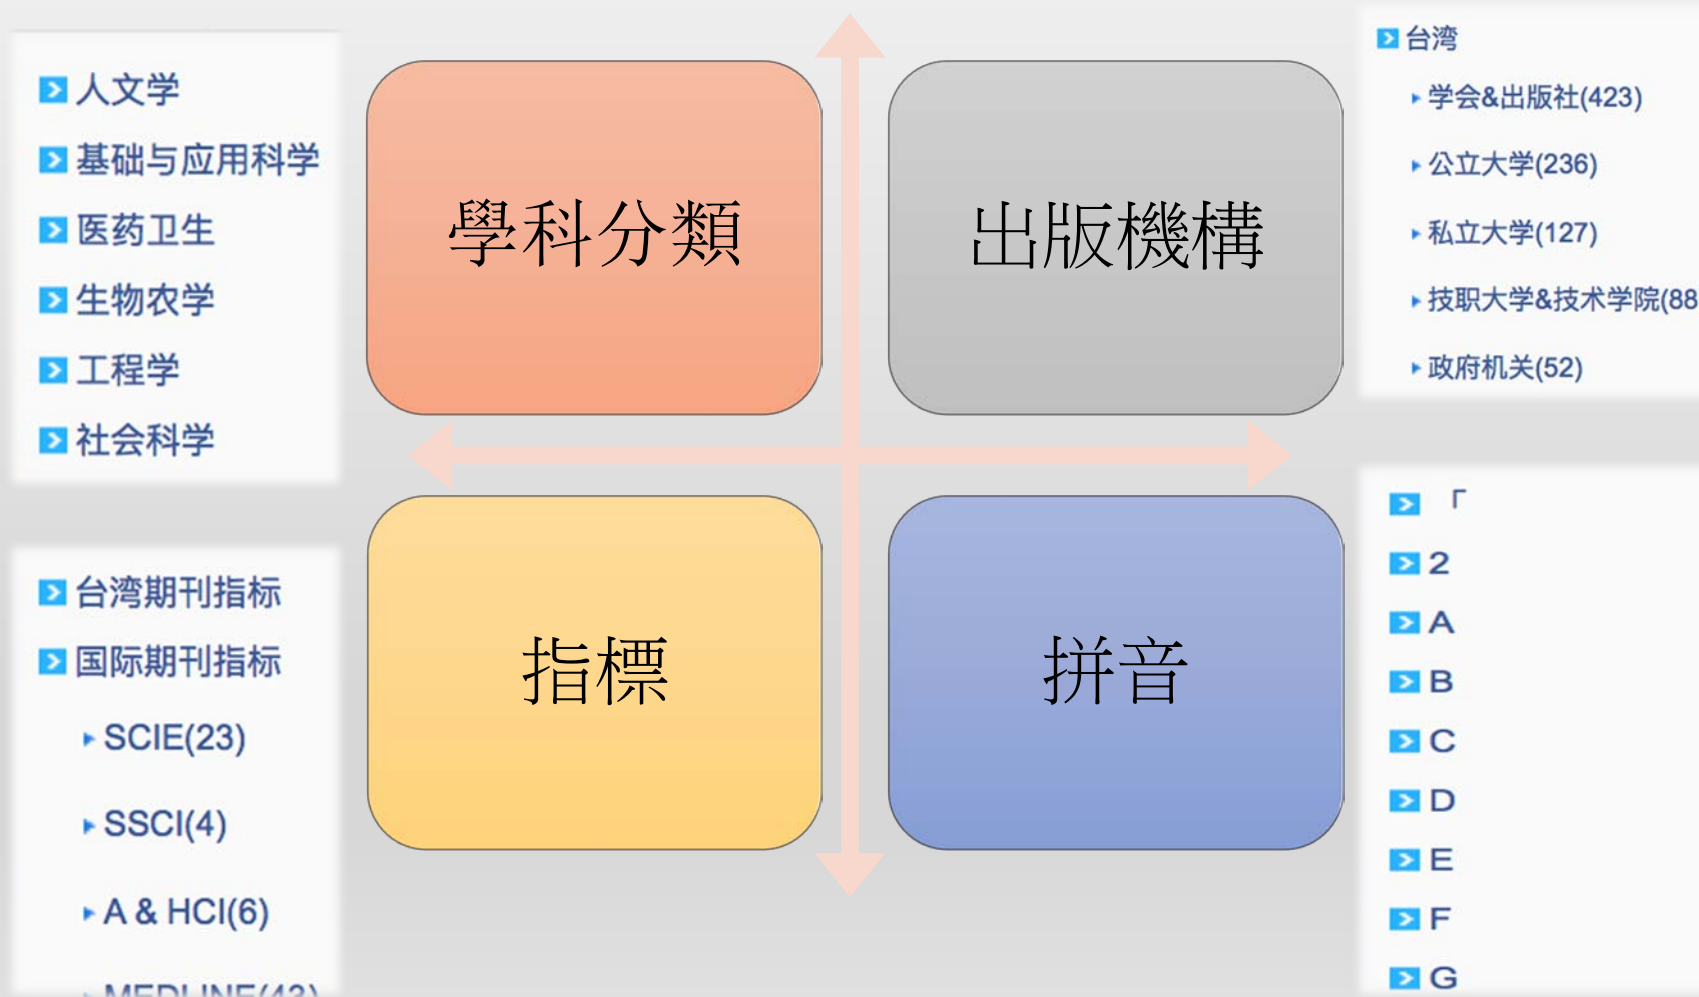 人文学
基础与应用科学
医药卫生
生物农学
工程学
社会科学
學科分類
出版機構
台湾
学会&出版社(423)
公立大学(236)
私立大学(127)
技职大学&技术学院(88
政府机关(52)
台湾期刊指标
国际期刊指标
SCIE(23)
SSCI(4)
A & HCI(6)
MEDLINE(43)
指標
拼音
「
2
A
B
C
D
E
F
G